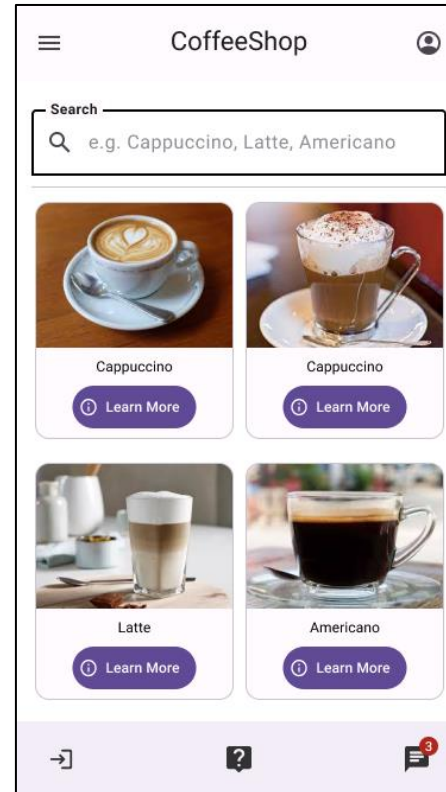 CoffeeShop
Search
e.g. Cappuccino, Latte, Americano
Cappuccino
Cappuccino
Learn More
Learn More
Latte
Americano
Learn More
Learn More
3